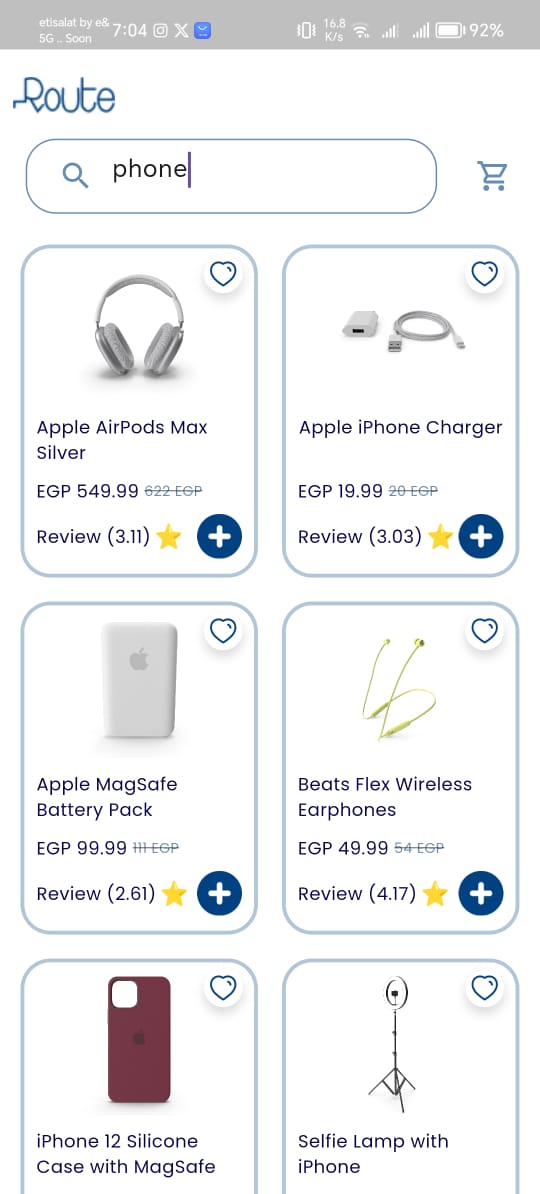 etisalat by e&
5G .. Soon
7:04
16.8
K/s
92%
Route
phone
Apple AirPods Max
Silver
EGP 549.99 622 EGP
Review (3.11)
Apple iPhone Charger
EGP 19.99 20 EGP
Review (3.03)
Apple MagSafe
Battery Pack
EGP 99.99 111 EGP
Review (2.61)
Beats Flex Wireless
Earphones
EGP 49.99 54 EGP
Review (4.17)
iPhone 12 Silicone
Case with MagSafe
Selfie Lamp with
iPhone